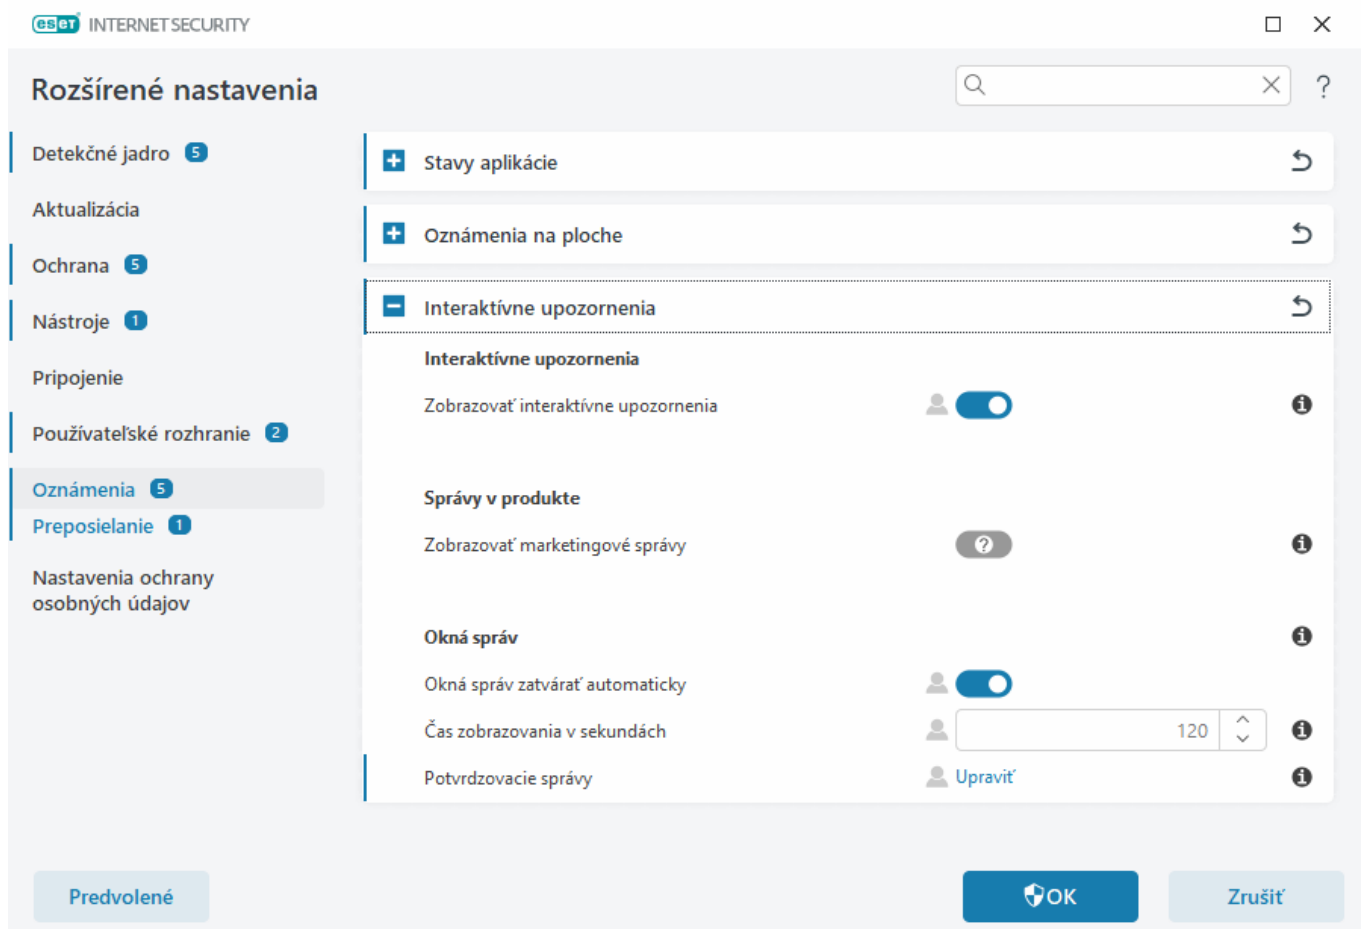 eset INTERNET SECURITY
Rozšírené nastavenia
?
Detekčné jadro 5
Aktualizácia
Ochrana 5
Nástroje 1
Pripojenie
Používateľské rozhranie 2
Oznámenia 5
Preposielanie 1
Nastavenia ochrany
osobných údajov
Stavy aplikácie
Oznámenia na ploche
Interaktívne upozornenia
Interaktívne upozornenia
Zobrazovať interaktívne upozornenia
Správy v produkte
Zobrazovať marketingové správy ?
Okná správ
Okná správ zatvárať automaticky
Čas zobrazovania v sekundách 120
Potvrdzovacie správy Upraviť
Predvolené
OK
Zrušiť